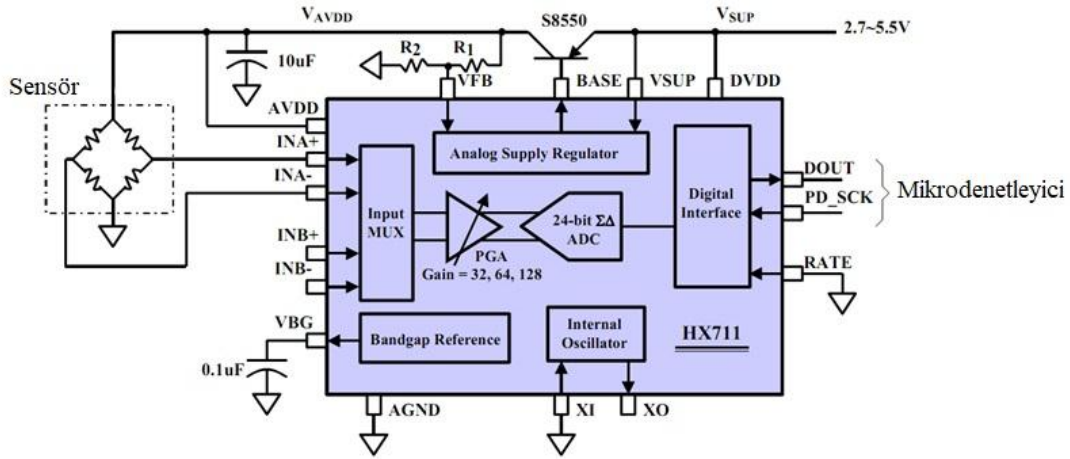 V_AVDD
S8550
V_SUP
2.7~5.5V
10uF
R2
R1
VFB
BASE
VSUP
DVDD
Sensör
AVDD
INA+
INA-
INB+
INB-
VBG
0.1uF
Analog Supply Regulator
Input
MUX
PGA
Gain = 32, 64, 128
24-bit ΣΔ
ADC
Digital
Interface
DOUT
PD_SCK
Mikrodenetleyici
RATE
Bandgap Reference
Internal
Oscillator
HX711
AGND
XI
XO